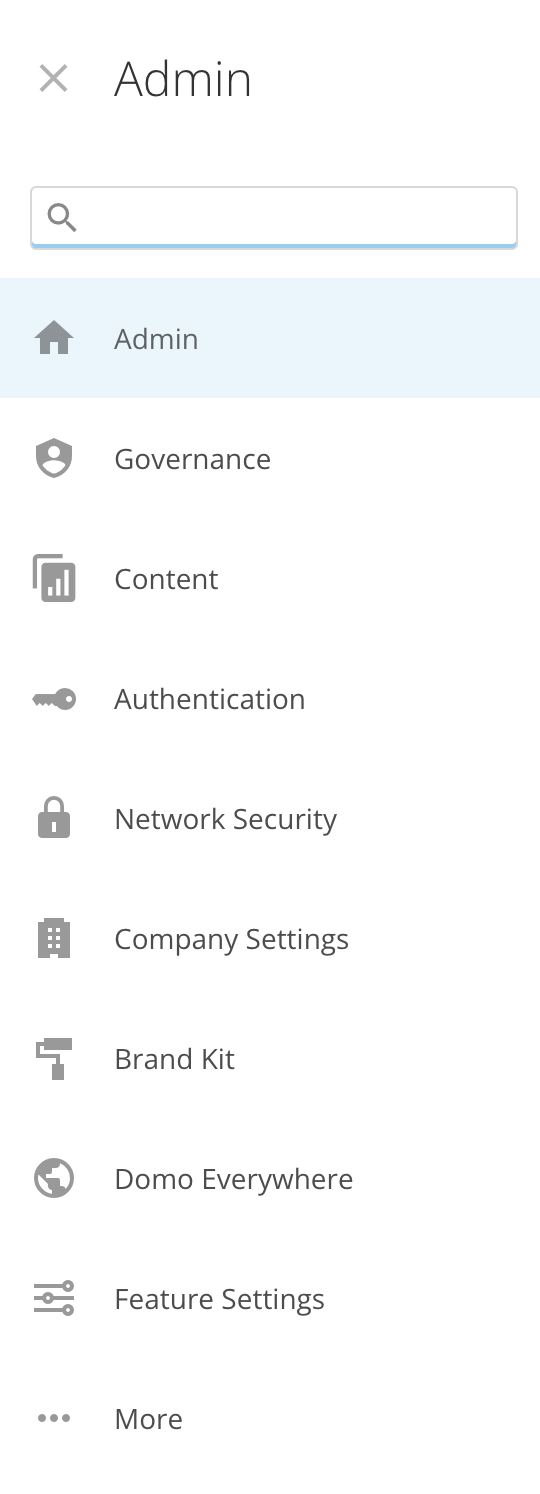 Admin
Admin
Governance
Content
Authentication
Network Security
Company Settings
Brand Kit
Domo Everywhere
Feature Settings
More